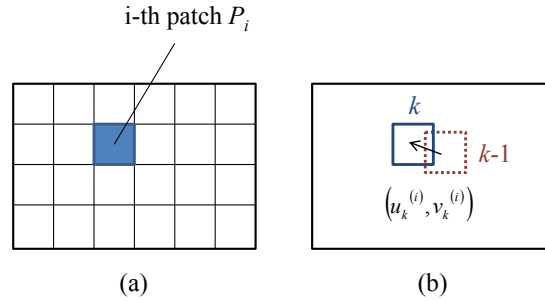 i-th patch P_i
k
k-1
(u_k^(i), v_k^(i))
(a)
(b)